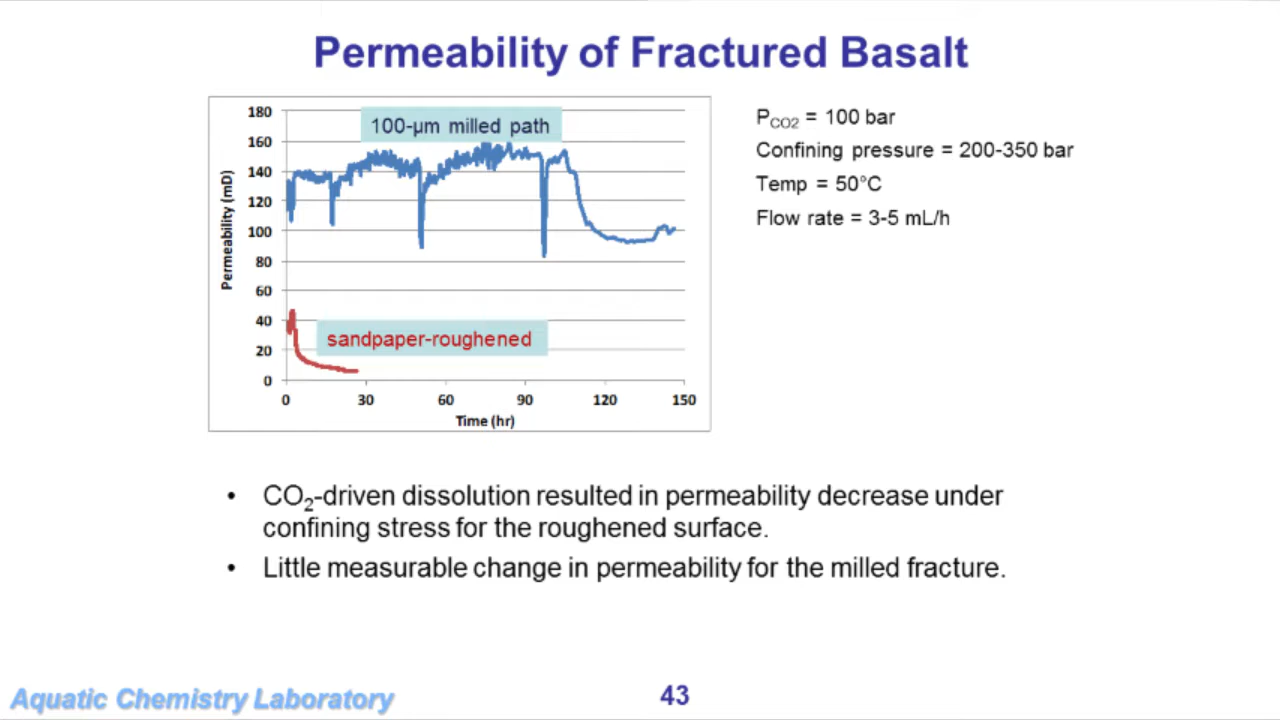 Permeability of Fractured Basalt
180
160
140
120
100
80
60
40
20
0
Permeability (mD)
100-μm milled path
sandpaper-roughened
0 30 60 90 120 150
Time (hr)
PCO2 = 100 bar
Confining pressure = 200-350 bar
Temp = 50°C
Flow rate = 3-5 mL/h
• CO2-driven dissolution resulted in permeability decrease under
confining stress for the roughened surface.
• Little measurable change in permeability for the milled fracture.
Aquatic Chemistry Laboratory
43